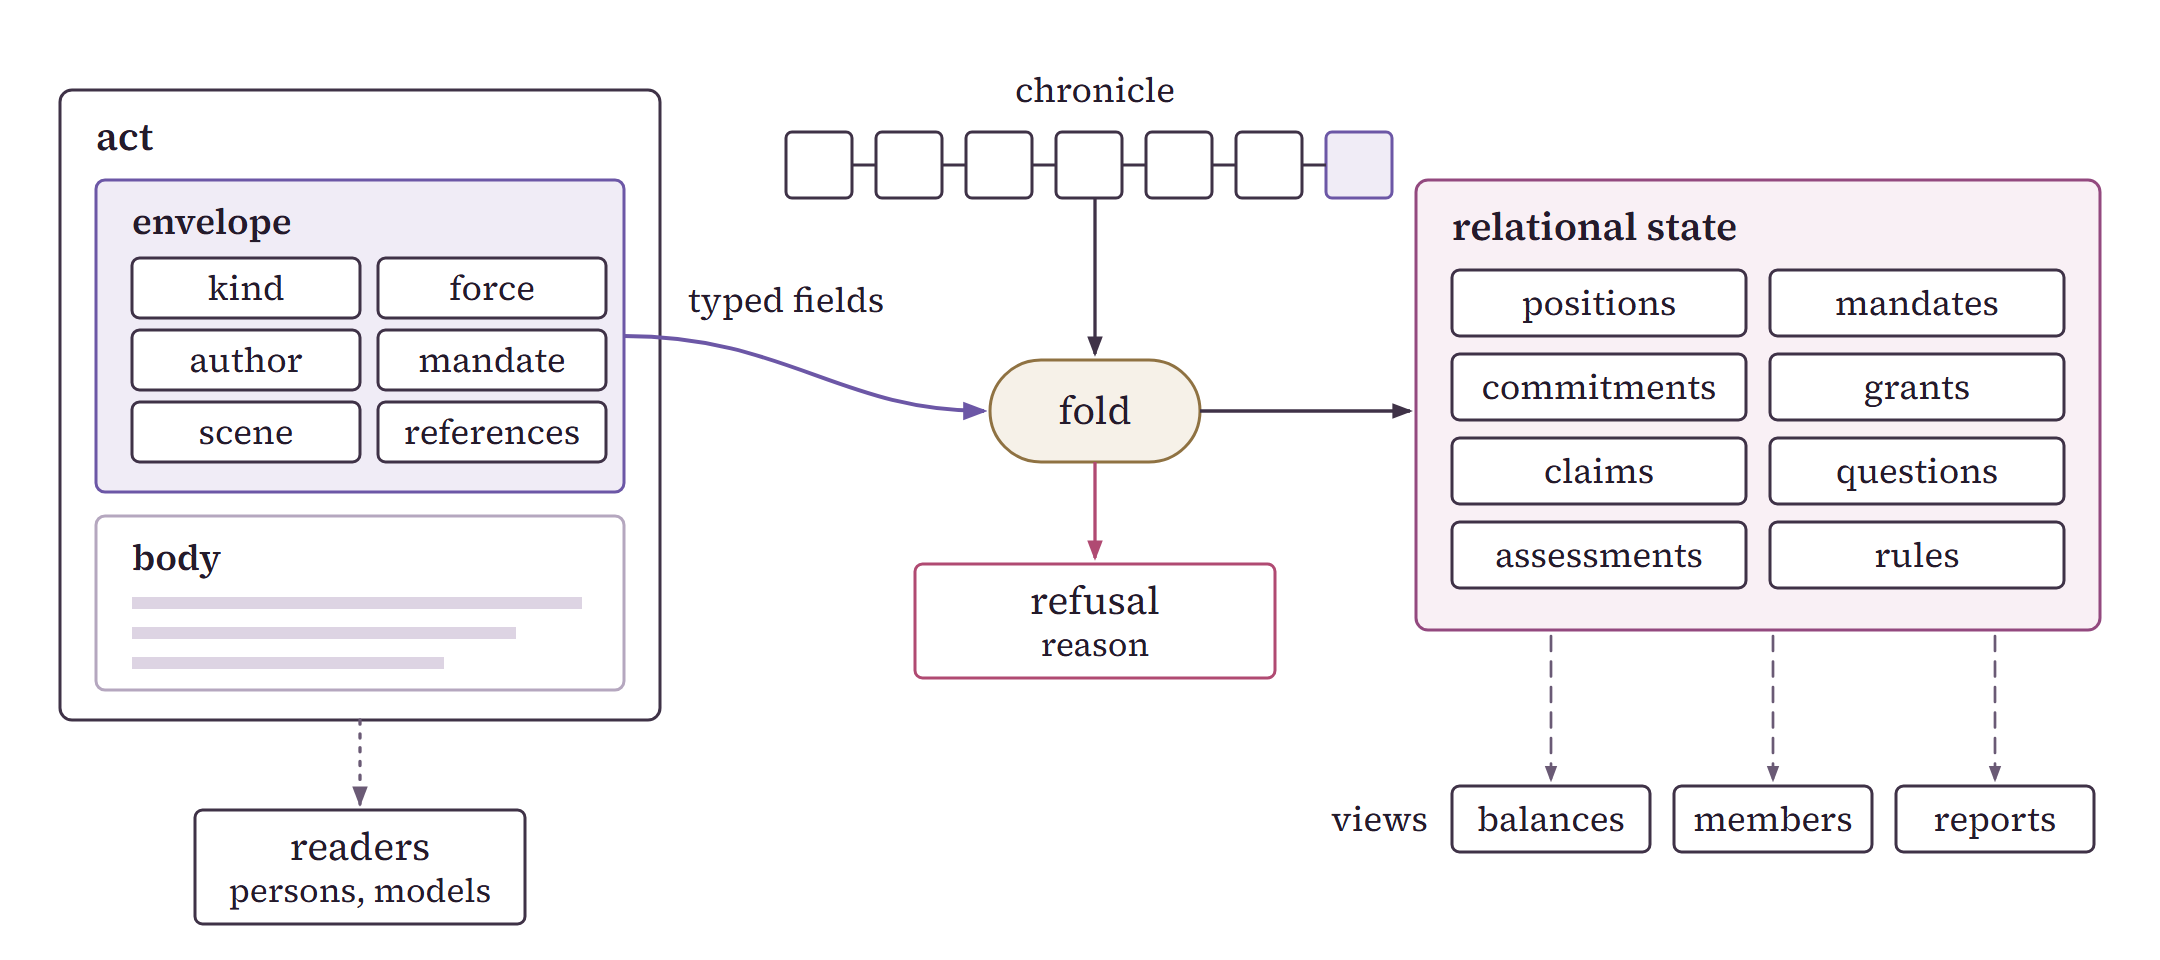 act
envelope
kind
force
author
mandate
scene
references
body
readers
persons, models
typed fields
chronicle
fold
refusal
reason
relational state
positions
mandates
commitments
grants
claims
questions
assessments
rules
views
balances
members
reports